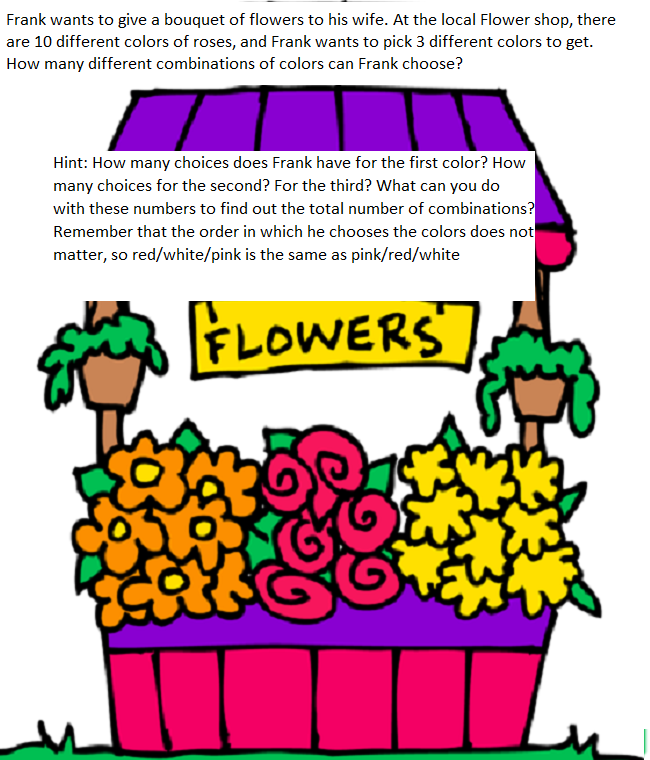 Frank wants to give a bouquet of flowers to his wife. At the local Flower shop, there
are 10 different colors of roses, and Frank wants to pick 3 different colors to get.
How many different combinations of colors can Frank choose?
Hint: How many choices does Frank have for the first color? How
many choices for the second? For the third? What can you do
with these numbers to find out the total number of combinations?
Remember that the order in which he chooses the colors does not
matter, so red/white/pink is the same as pink/red/white
FLOWERS